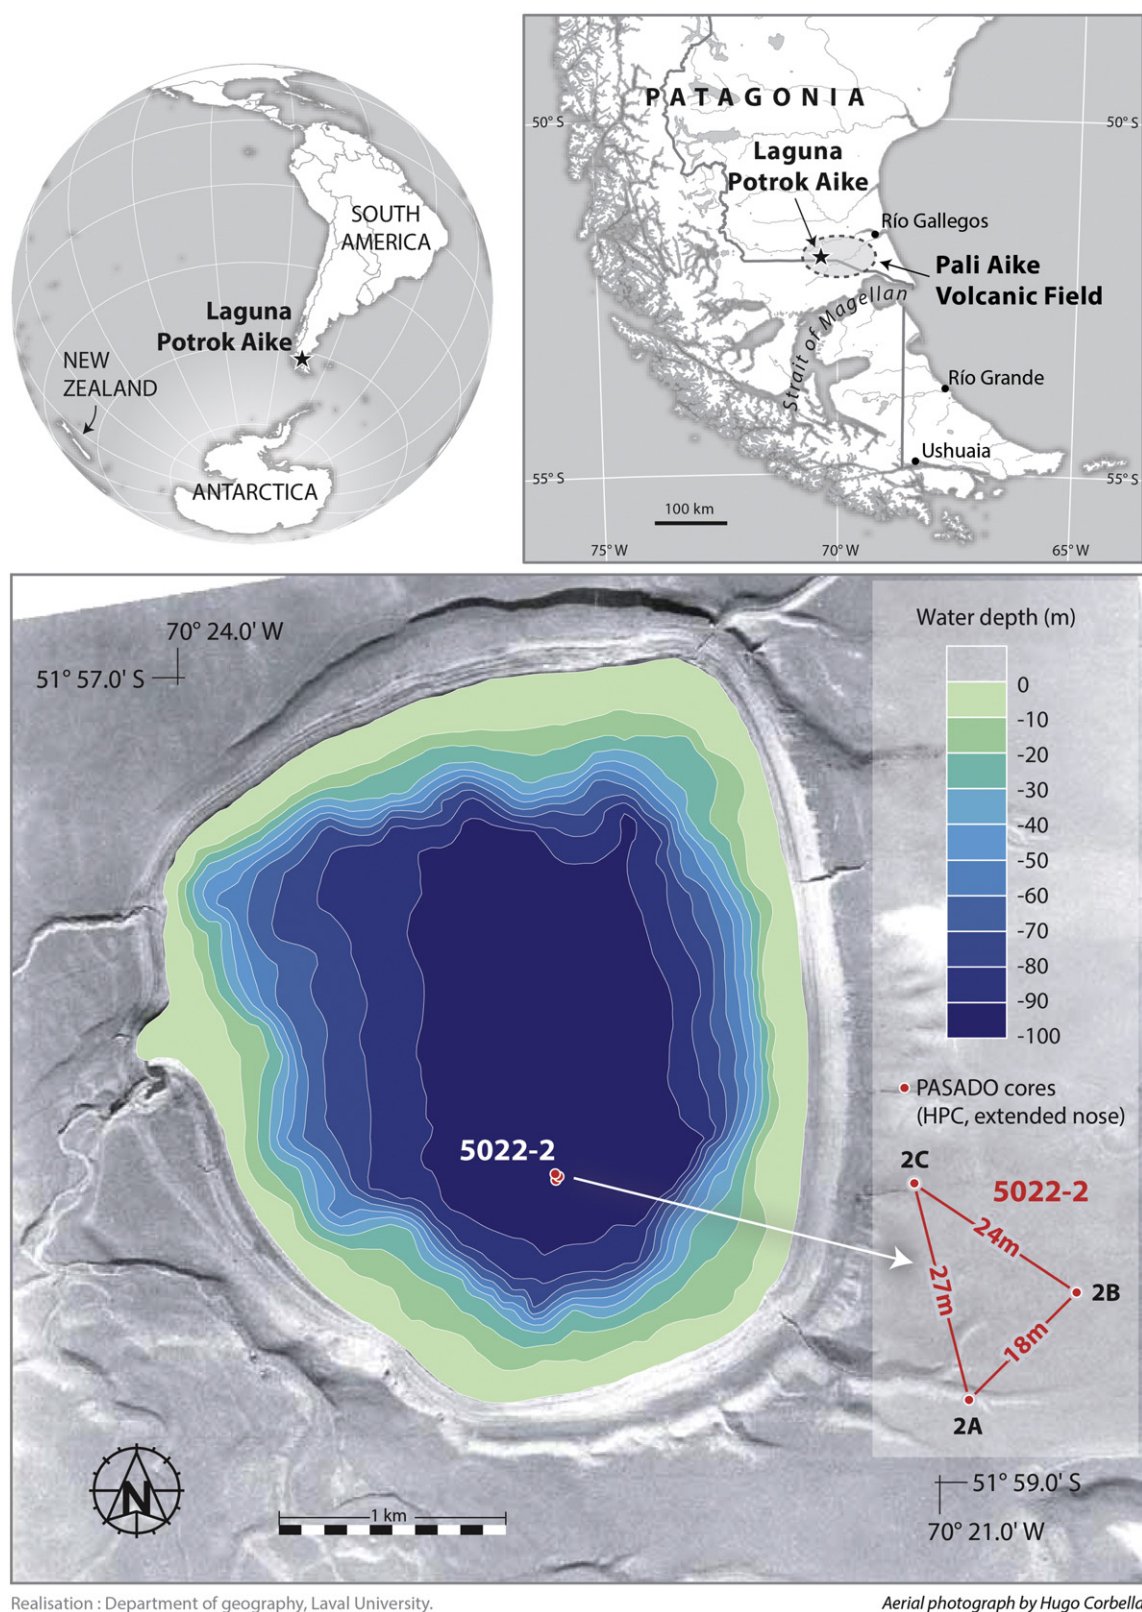 SOUTH
AMERICA
Laguna
Potrok Aike
NEW
ZEALAND
ANTARCTICA
PATAGONIA
50° S
50° S
Laguna
Potrok Aike
Río Gallegos
Pali Aike
Volcanic Field
Strait of Magellan
Río Grande
Ushuaia
55° S
55° S
100 km
75° W
70° W
65° W
70° 24.0' W
51° 57.0' S
Water depth (m)
0
-10
-20
-30
-40
-50
-60
-70
-80
-90
-100
PASADO cores
(HPC, extended nose)
5022-2
2C
5022-2
24m
27m
2B
18m
2A
N
1 km
51° 59.0' S
70° 21.0' W
Realisation : Department of geography, Laval University.
Aerial photograph by Hugo Corbella